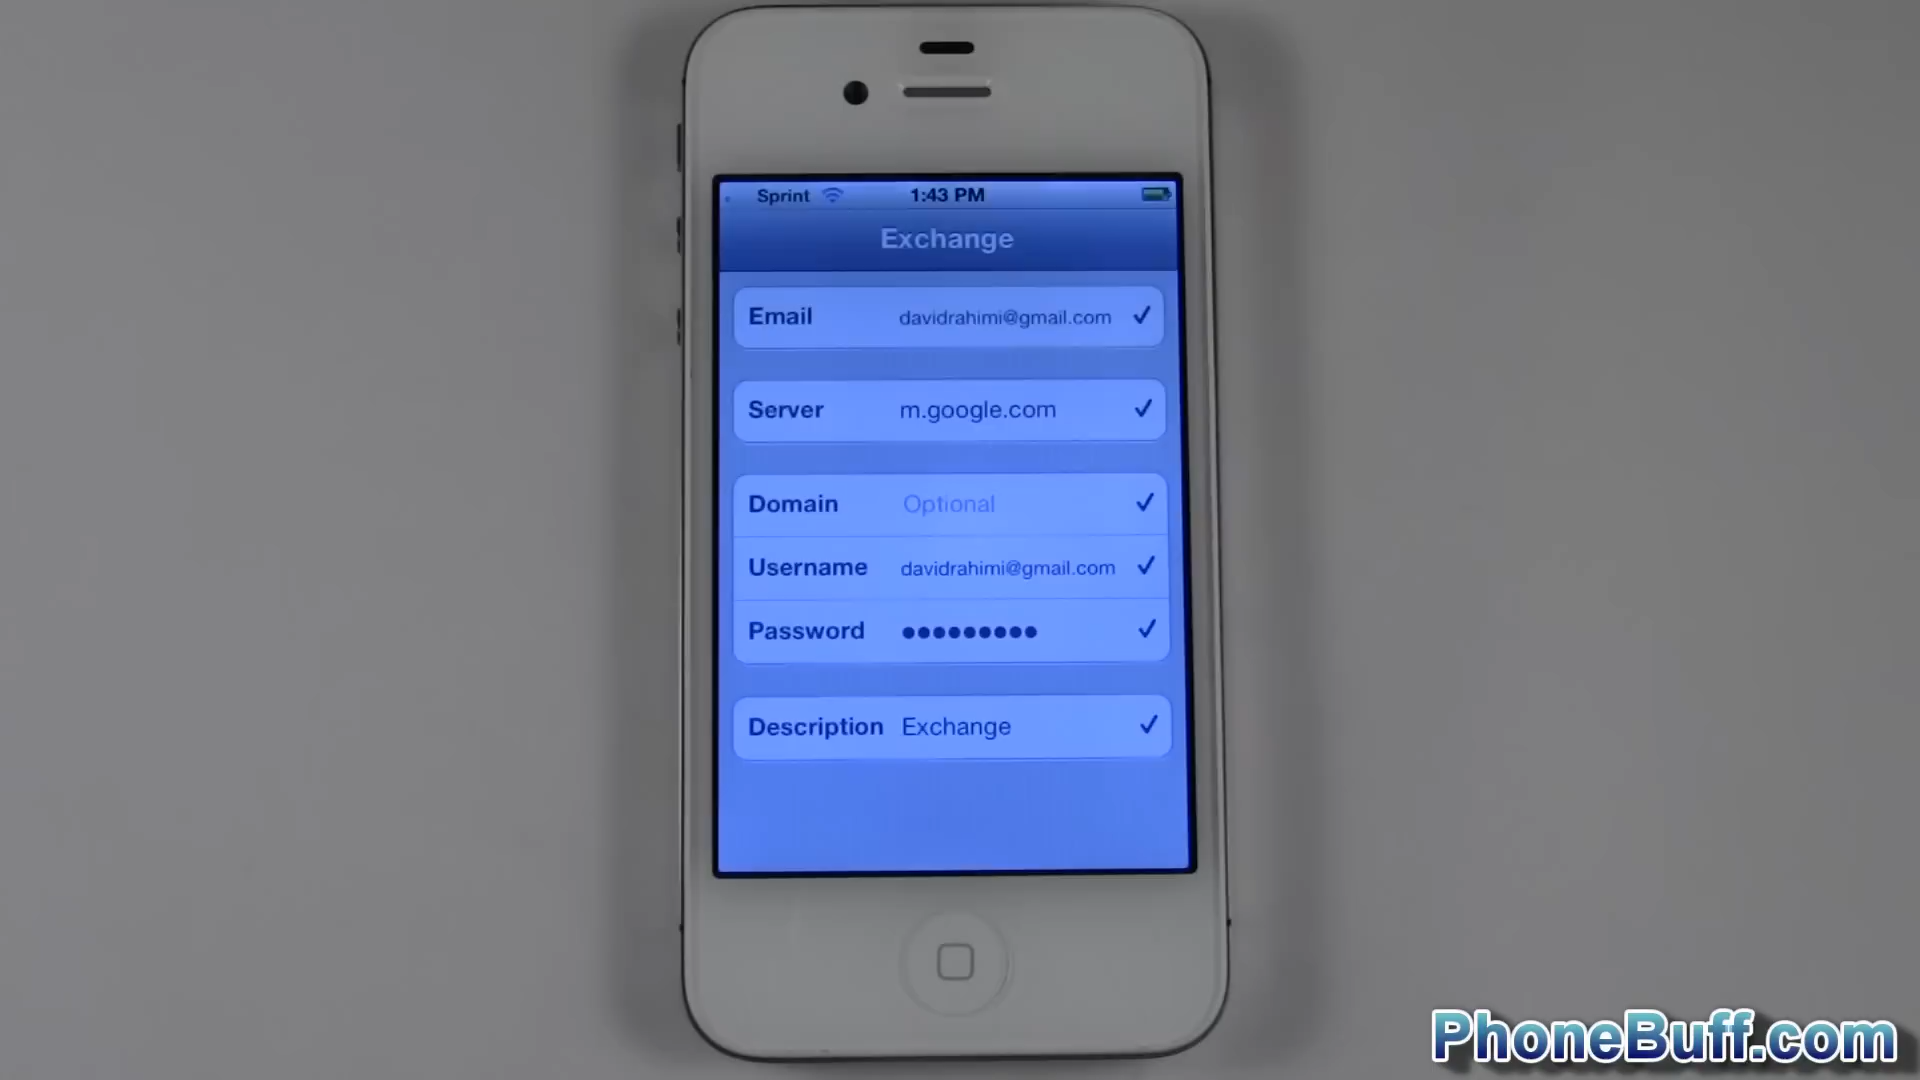 Sprint 1:43 PM
Exchange
Email davidrahimi@gmail.com
Server m.google.com
Domain Optional
Username davidrahimi@gmail.com
Password •••••••••
Description Exchange
PhoneBuff.com